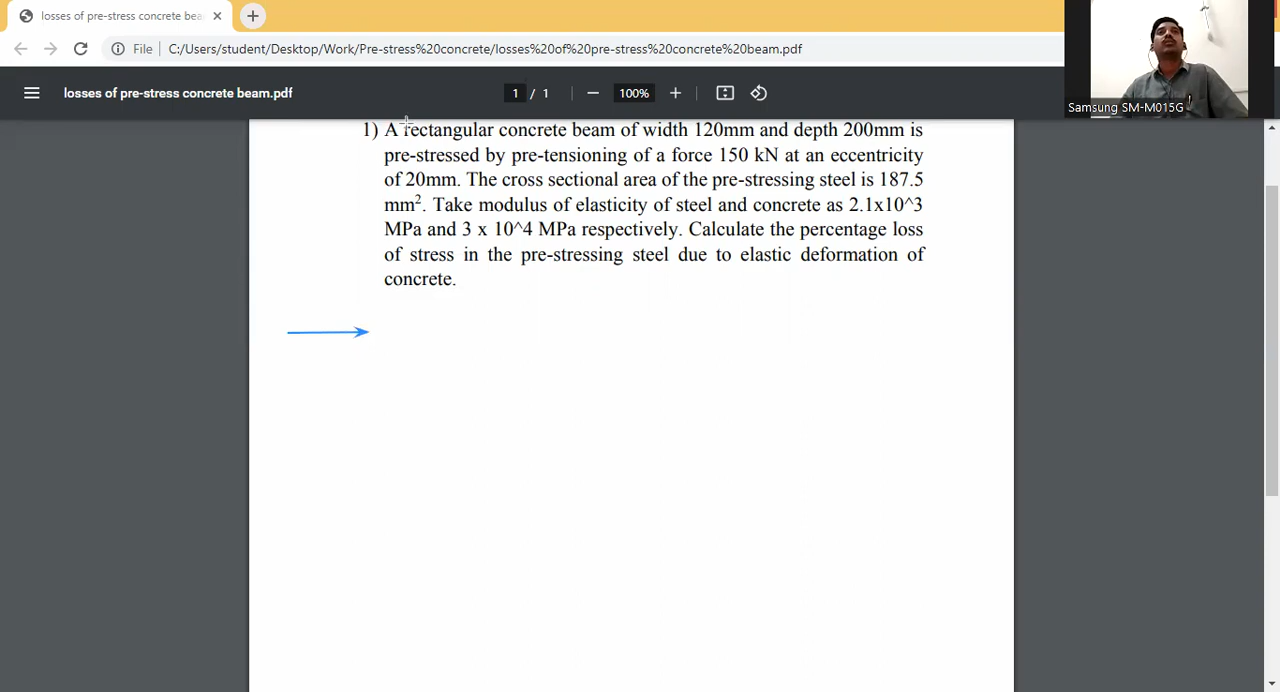 losses of pre-stress concrete bea
File
C:/Users/student/Desktop/Work/Pre-stress%20concrete/losses%20of%20pre-stress%20concrete%20beam.pdf
losses of pre-stress concrete beam.pdf
1 / 1
100%
Samsung SM-M015G
1) A rectangular concrete beam of width 120mm and depth 200mm is
pre-stressed by pre-tensioning of a force 150 kN at an eccentricity
of 20mm. The cross sectional area of the pre-stressing steel is 187.5
mm². Take modulus of elasticity of steel and concrete as 2.1x10^3
MPa and 3 x 10^4 MPa respectively. Calculate the percentage loss
of stress in the pre-stressing steel due to elastic deformation of
concrete.